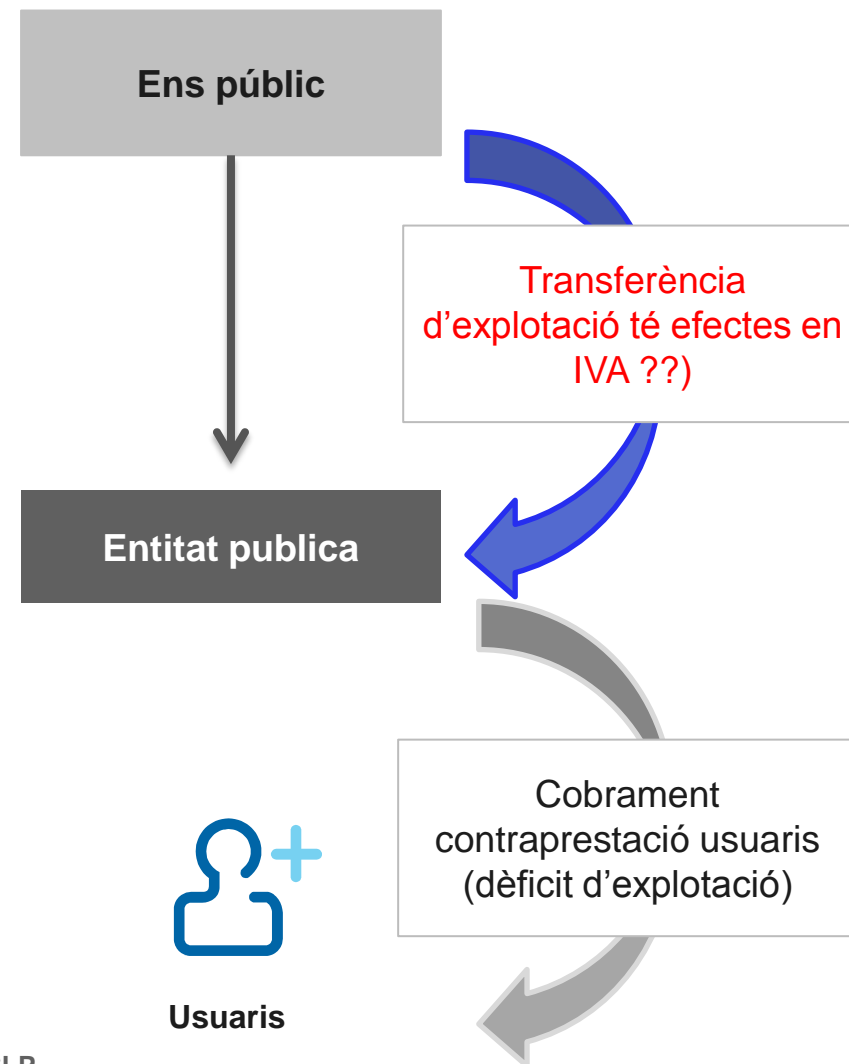 Ens públic
Transferència
d’explotació té efectes en
IVA ??)
Entitat publica
Cobrament
contraprestació usuaris
(dèficit d’explotació)
Usuaris